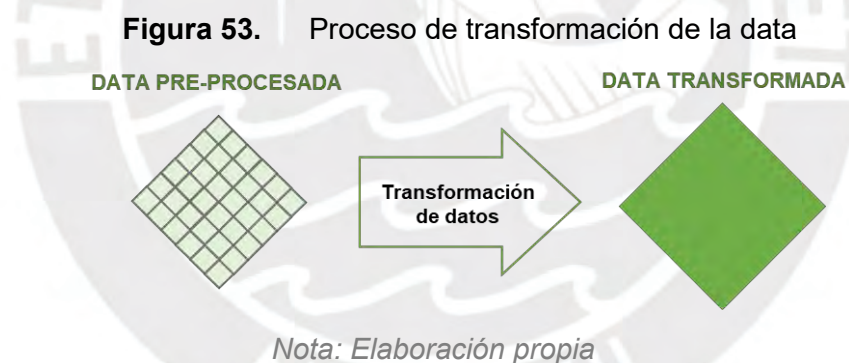 Figura 53. Proceso de transformación de la data
DATA PRE-PROCESADA
DATA TRANSFORMADA
Transformación
de datos
Nota: Elaboración propia